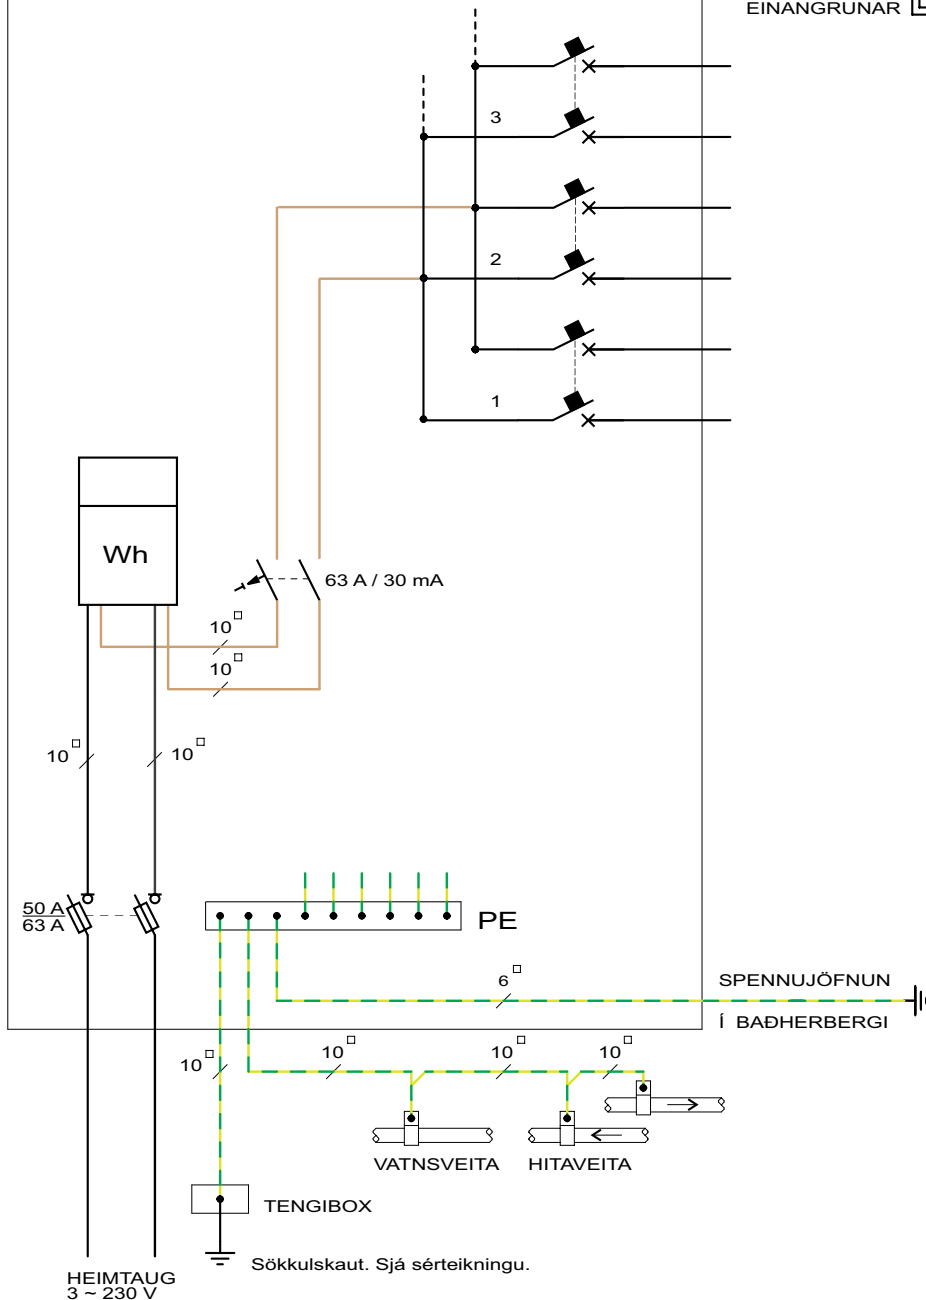 EINANGRUNAR
3
2
1
Wh
63 A / 30 mA
10□
10□
10□
10□
50 A
63 A
PE
6□
SPENNUJÖFNUN
Í BAÐHERBERGI
10□
10□
10□
10□
VATNSVEITA
HITAVEITA
TENGIBOX
Sökkulskaut. Sjá sérteikningu.
HEIMTAUG
3 ~ 230 V